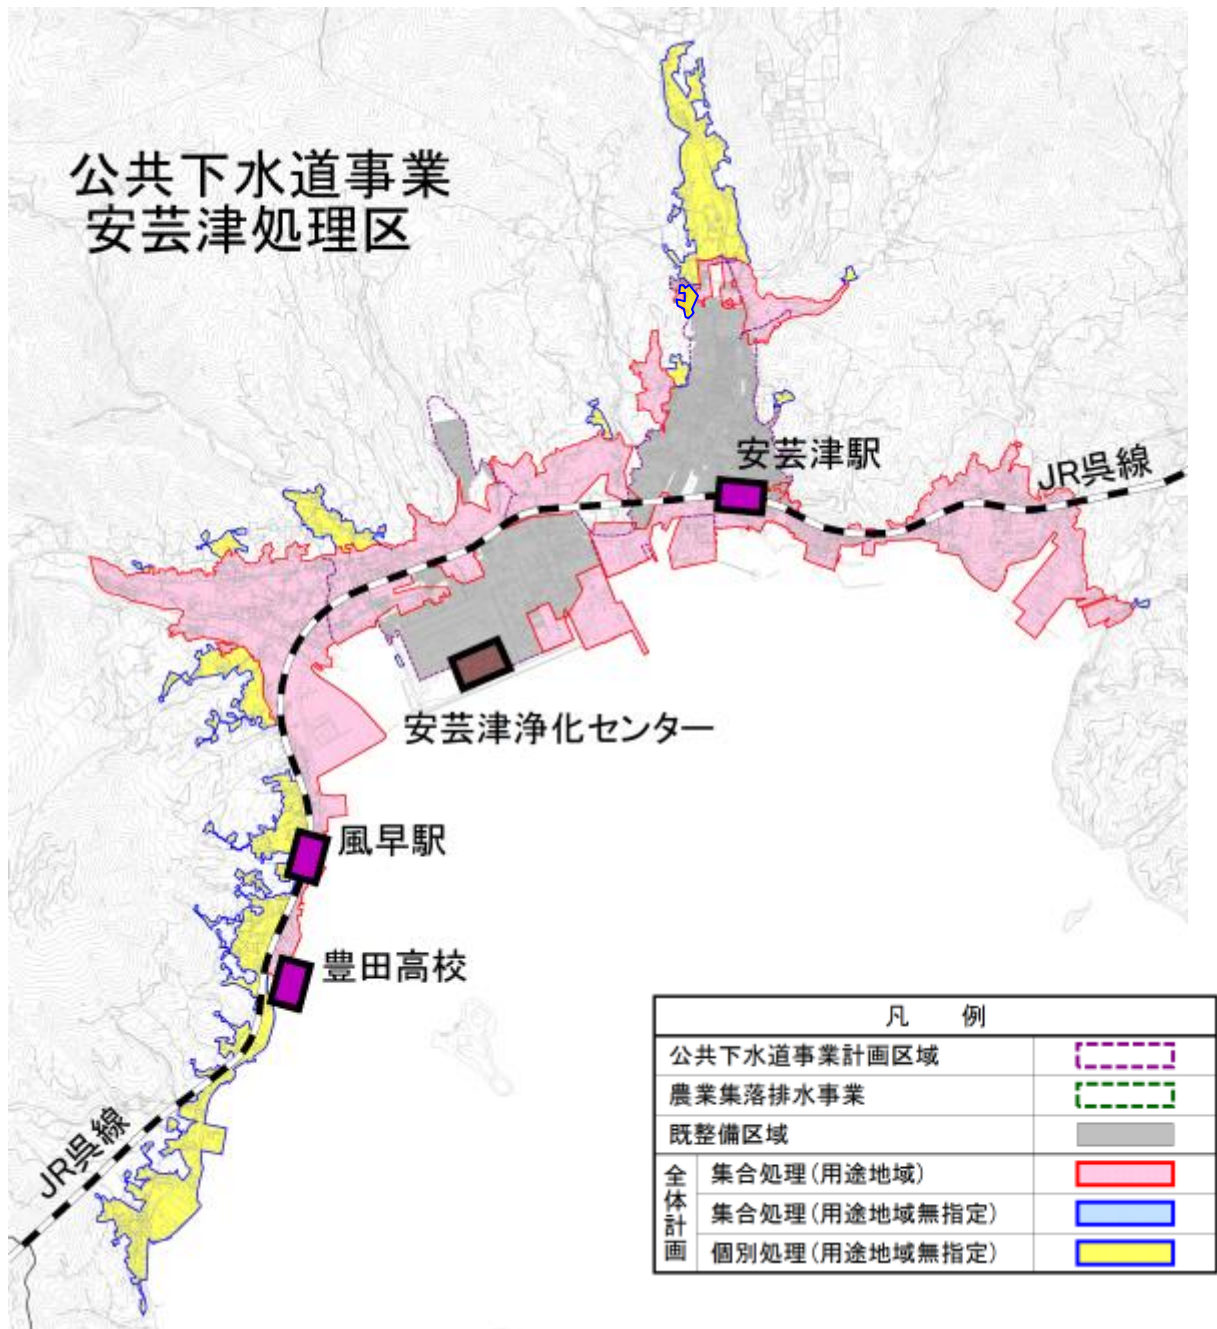 公共下水道事業
安芸津処理区
安芸津駅
JR呉線
安芸津浄化センター
風早駅
豊田高校
JR呉線
凡 例
公共下水道事業計画区域
農業集落排水事業
既整備区域
全体計画
集合処理(用途地域)
集合処理(用途地域無指定)
個別処理(用途地域無指定)